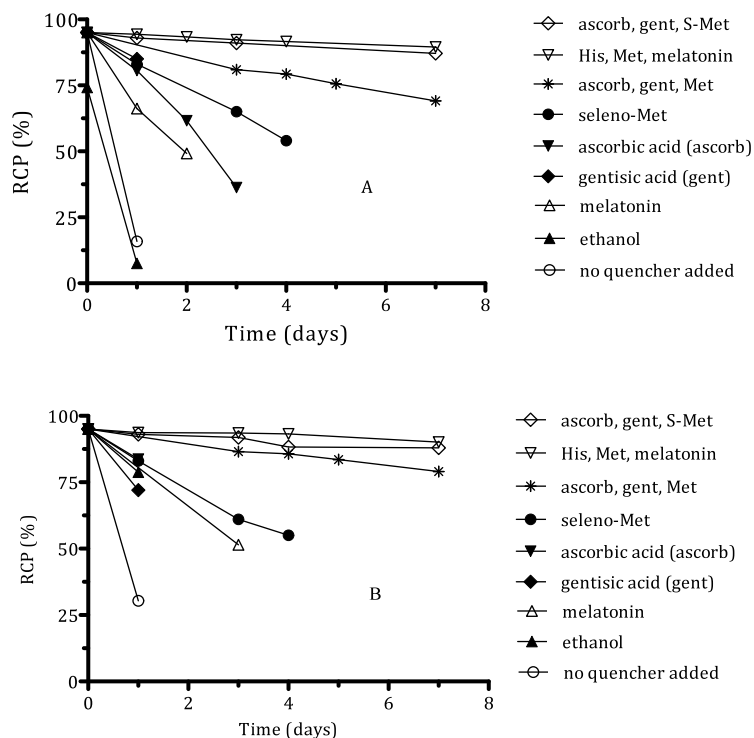 100
75
50
25
0
RCP (%)
0
2
4
6
8
Time (days)
A
ascorb, gent, S-Met
His, Met, melatonin
ascorb, gent, Met
seleno-Met
ascorbic acid (ascorb)
gentisic acid (gent)
melatonin
ethanol
no quencher added
100
75
50
25
0
RCP (%)
0
2
4
6
8
Time (days)
B
ascorb, gent, S-Met
His, Met, melatonin
ascorb, gent, Met
seleno-Met
ascorbic acid (ascorb)
gentisic acid (gent)
melatonin
ethanol
no quencher added